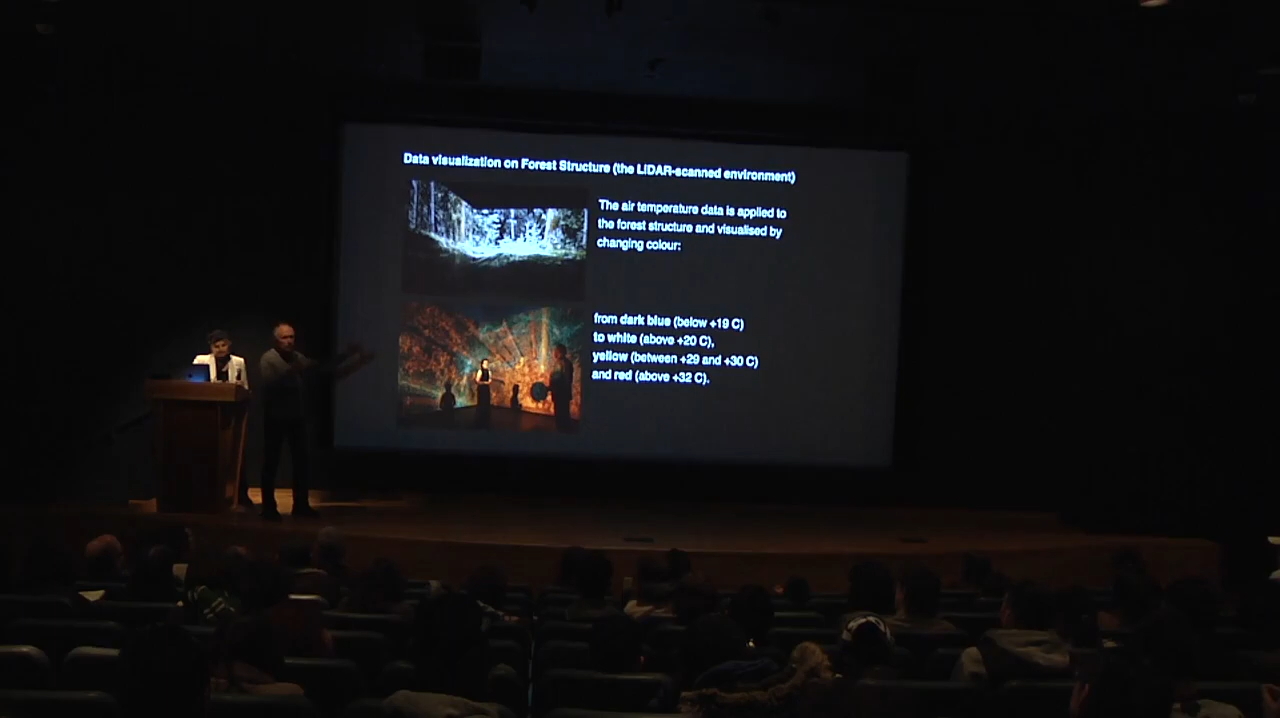 Data visualization on Forest Structure (the LiDAR-scanned environment)
The air temperature data is applied to
the forest structure and visualised by
changing colour:
from dark blue (below +19 C)
to white (above +20 C),
yellow (between +29 and +30 C)
and red (above +32 C).